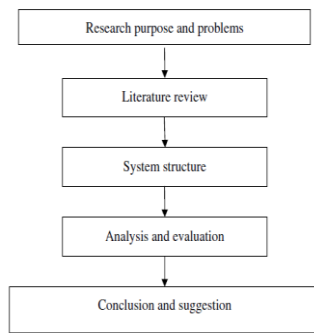 Research purpose and problems
Literature review
System structure
Analysis and evaluation
Conclusion and suggestion